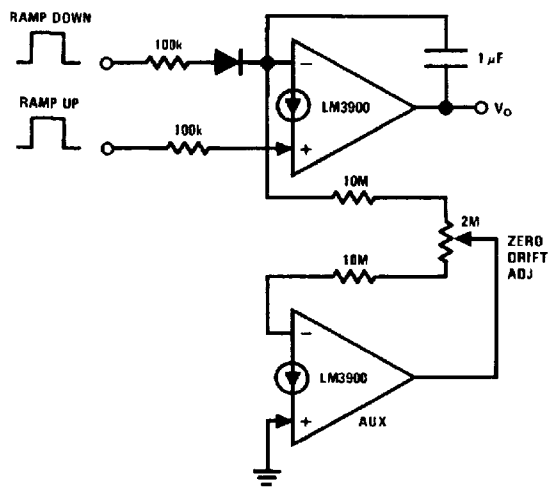 RAMP DOWN
100k
1 µF
LM3900
Vo
RAMP UP
100k
10M
2M
ZERO
DRIFT
ADJ
10M
LM3900
AUX